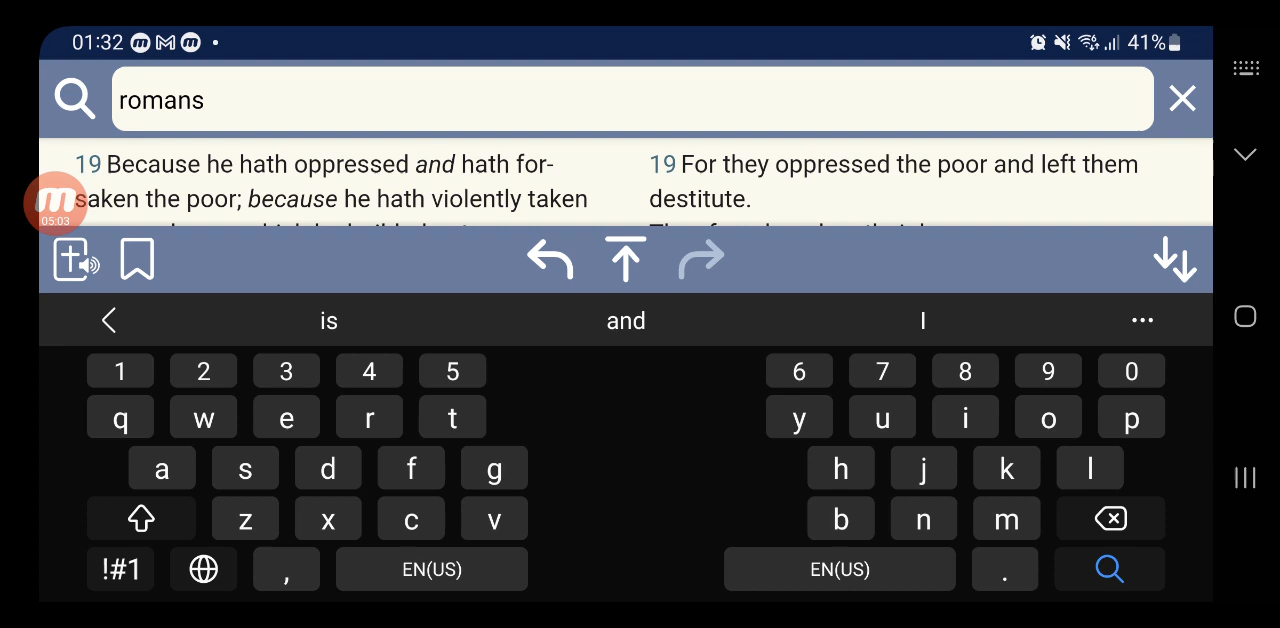 01:32 41%
romans
19 Because he hath oppressed and hath for-
saken the poor; because he hath violently taken
19 For they oppressed the poor and left them
destitute.
05:03
is and I
1 2 3 4 5 6 7 8 9 0
q w e r t y u i o p
a s d f g h j k l
z x c v b n m
!#1 , EN(US) EN(US) .